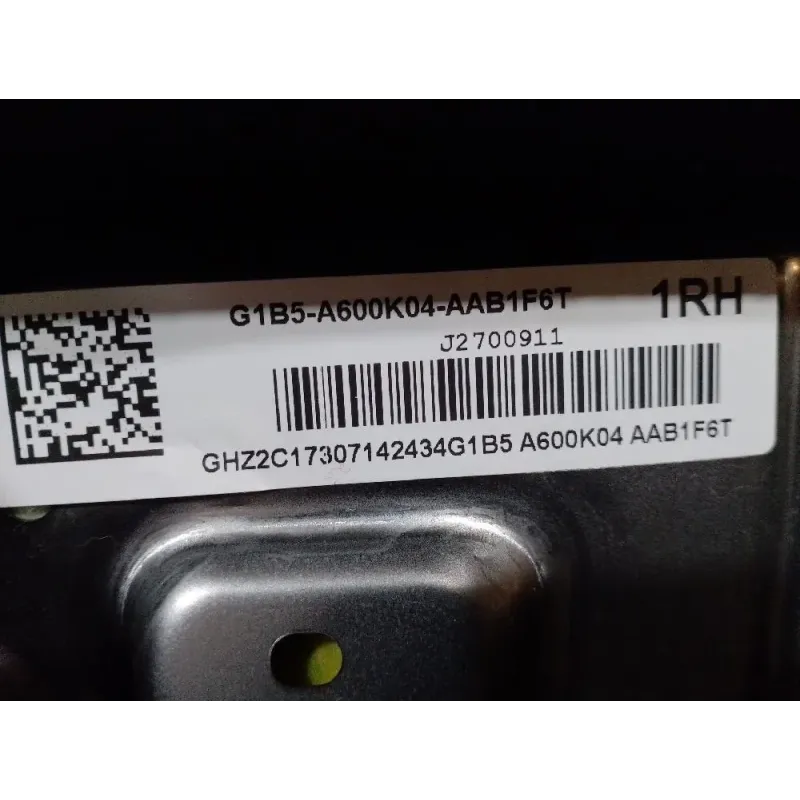 G1B5-A600K04-AAB1F6T 1RH
J2700911
GHZ2C17307142434G1B5 A600K04 AAB1F6T